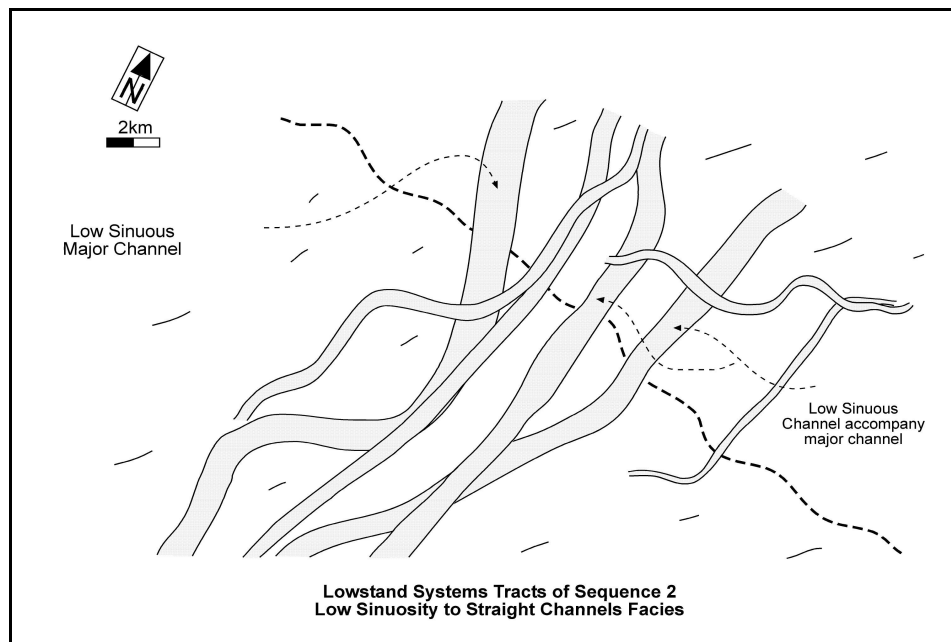 N
2km
Low Sinuous
Major Channel
Low Sinuous
Channel accompany
major channel
Lowstand Systems Tracts of Sequence 2
Low Sinuosity to Straight Channels Facies